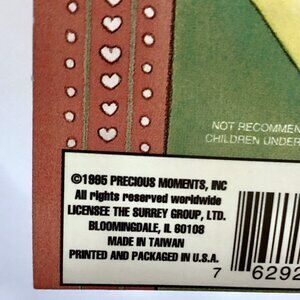 NOT RECOMMEN
CHILDREN UNDER
©1995 PRECIOUS MOMENTS, INC
All rights reserved worldwide
LICENSEE THE SURREY GROUP, LTD.
BLOOMINGDALE, IL 60108
MADE IN TAIWAN
PRINTED AND PACKAGED IN U.S.A.
7 6292